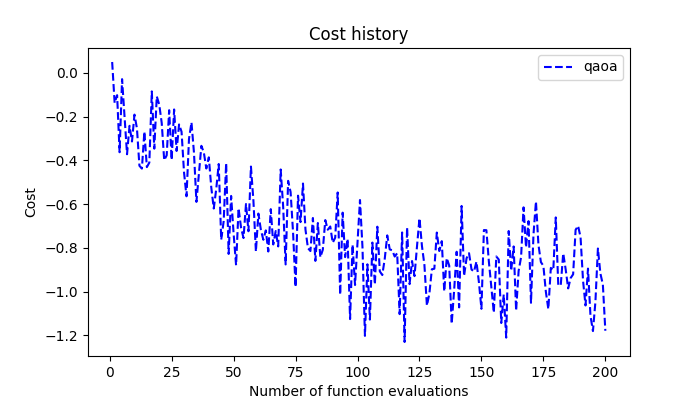 Cost history
qaoa
0.0
−0.2
−0.4
−0.6
−0.8
−1.0
−1.2
Cost
0 25 50 75 100 125 150 175 200
Number of function evaluations